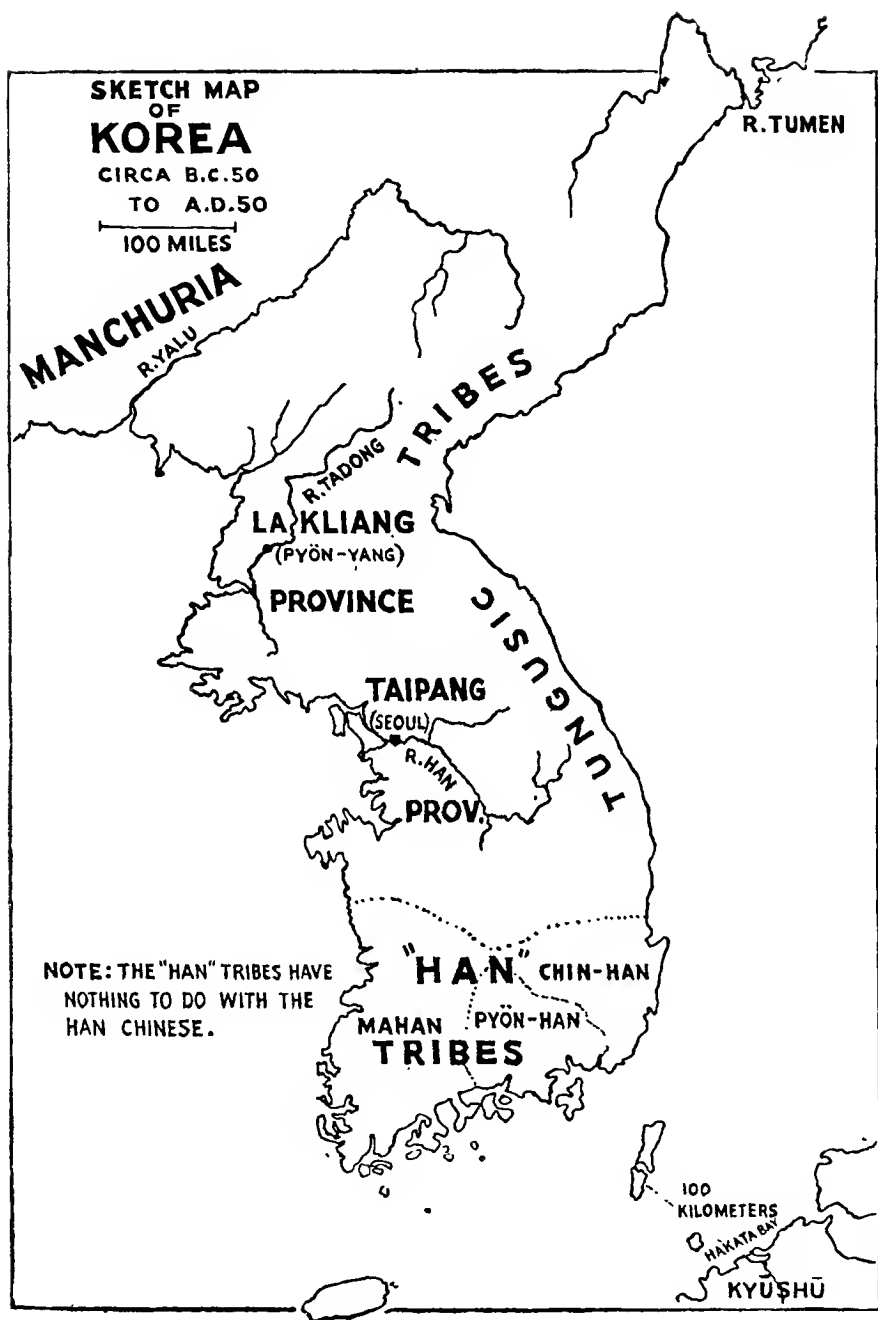 SKETCH MAP
OF
KOREA
CIRCA B.C.50
TO A.D.50
100 MILES
R.TUMEN
MANCHURIA
R.YALU
TUNGUSIC TRIBES
R.TADONG
LA KLIANG
(PYÖN-YANG)
PROVINCE
TAIPANG
(SEOUL)
R.HAN
PROV.
"HAN"
CHIN-HAN
NOTE: THE "HAN" TRIBES HAVE
NOTHING TO DO WITH THE
HAN CHINESE.
MAHAN
PYÖN-HAN
TRIBES
100
KILOMETERS
HAKATA BAY
KYŪSHŪ